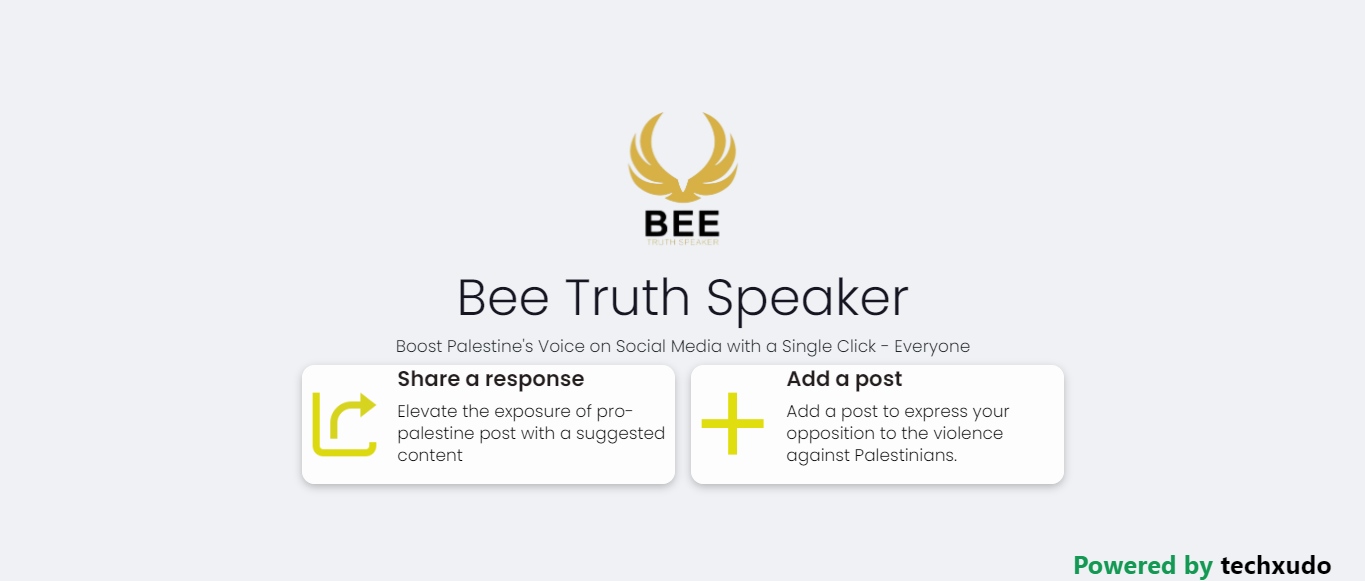 BEE
TRUTH SPEAKER
Bee Truth Speaker
Boost Palestine's Voice on Social Media with a Single Click - Everyone
Share a response
Elevate the exposure of pro-
palestine post with a suggested
content
Add a post
Add a post to express your
opposition to the violence
against Palestinians.
Powered by techxudo